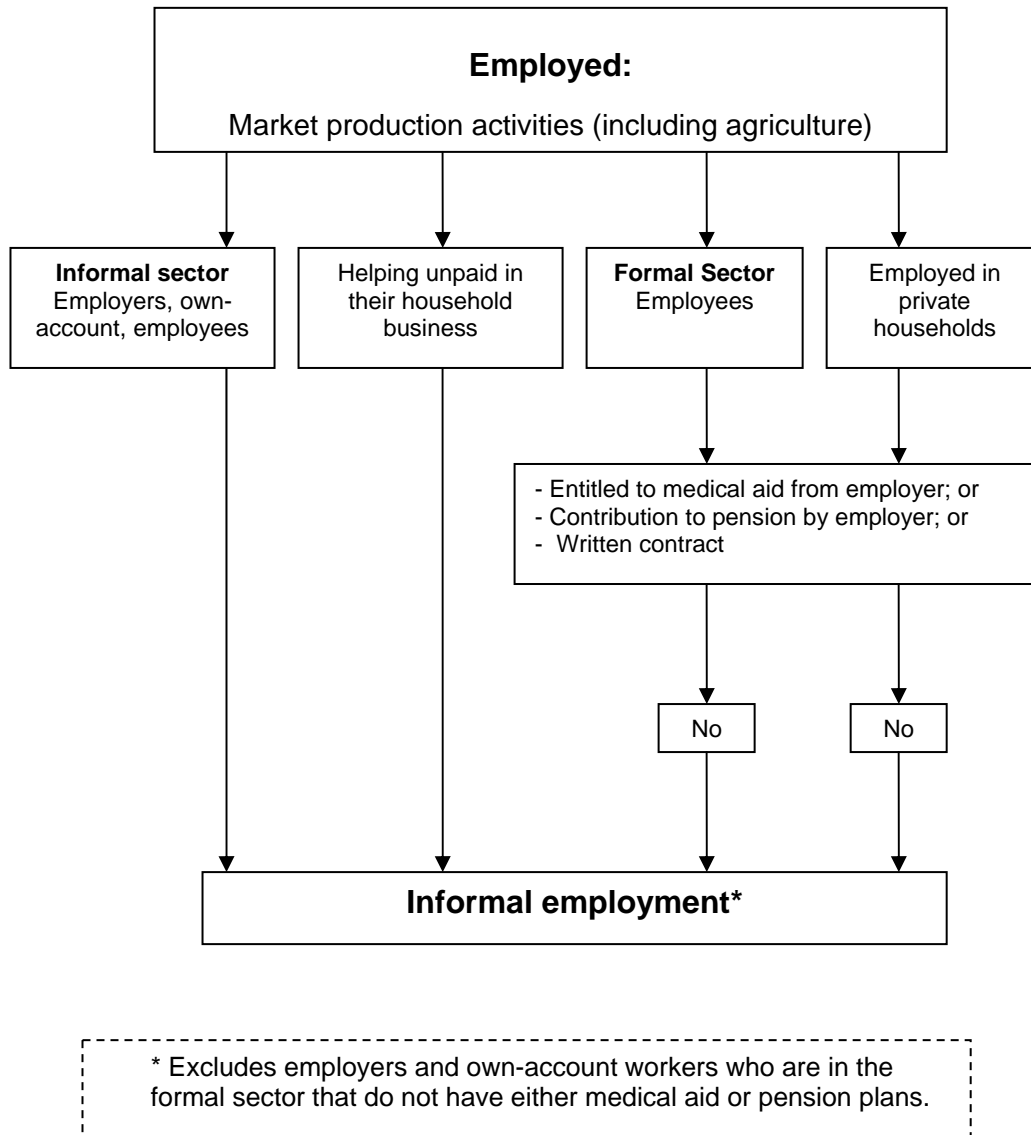 Employed:
Market production activities (including agriculture)
Informal sector
Employers, own-
account, employees
Helping unpaid in
their household
business
Formal Sector
Employees
Employed in
private
households
- Entitled to medical aid from employer; or
- Contribution to pension by employer; or
- Written contract
No
No
Informal employment*
* Excludes employers and own-account workers who are in the
formal sector that do not have either medical aid or pension plans.